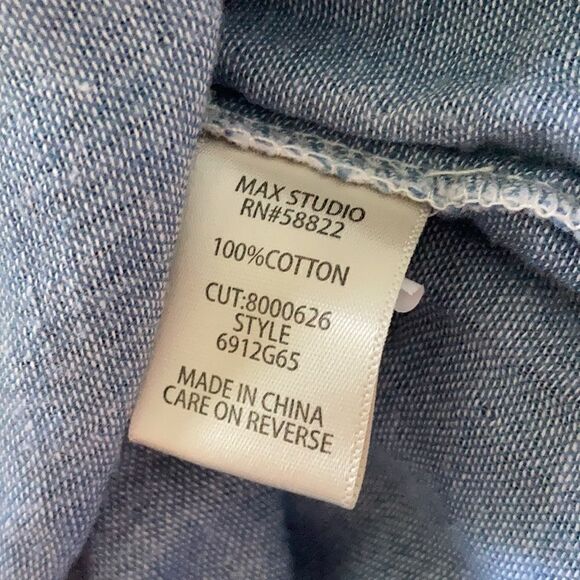 MAX STUDIO
RN#58822
100%COTTON
CUT:8000626
STYLE
6912G65
MADE IN CHINA
CARE ON REVERSE